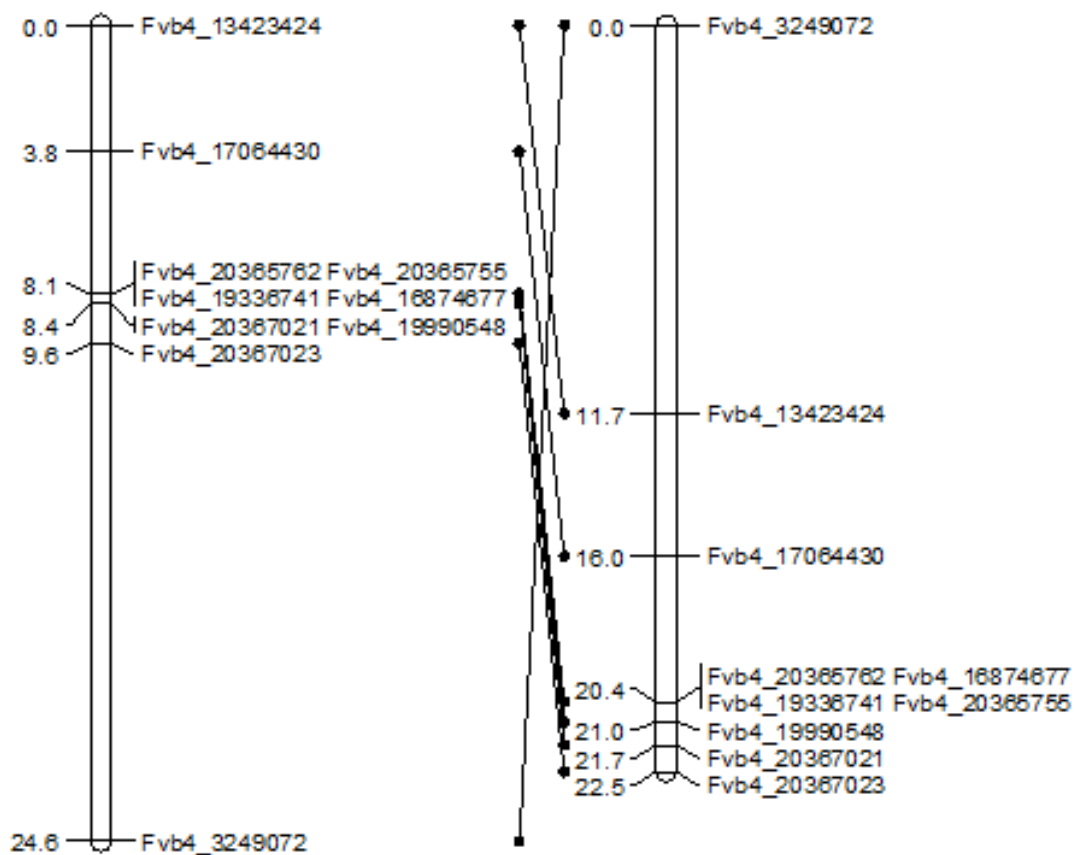 0.0 Fvb4_13423424
3.8 Fvb4_17064430
Fvb4_20365762 Fvb4_20365755
8.1 Fvb4_19336741 Fvb4_16874677
8.4 Fvb4_20367021 Fvb4_19990548
9.6 Fvb4_20367023
24.6 Fvb4_3249072
0.0 Fvb4_3249072
11.7 Fvb4_13423424
16.0 Fvb4_17064430
Fvb4_20365762 Fvb4_16874677
20.4 Fvb4_19336741 Fvb4_20365755
21.0 Fvb4_19990548
21.7 Fvb4_20367021
22.5 Fvb4_20367023